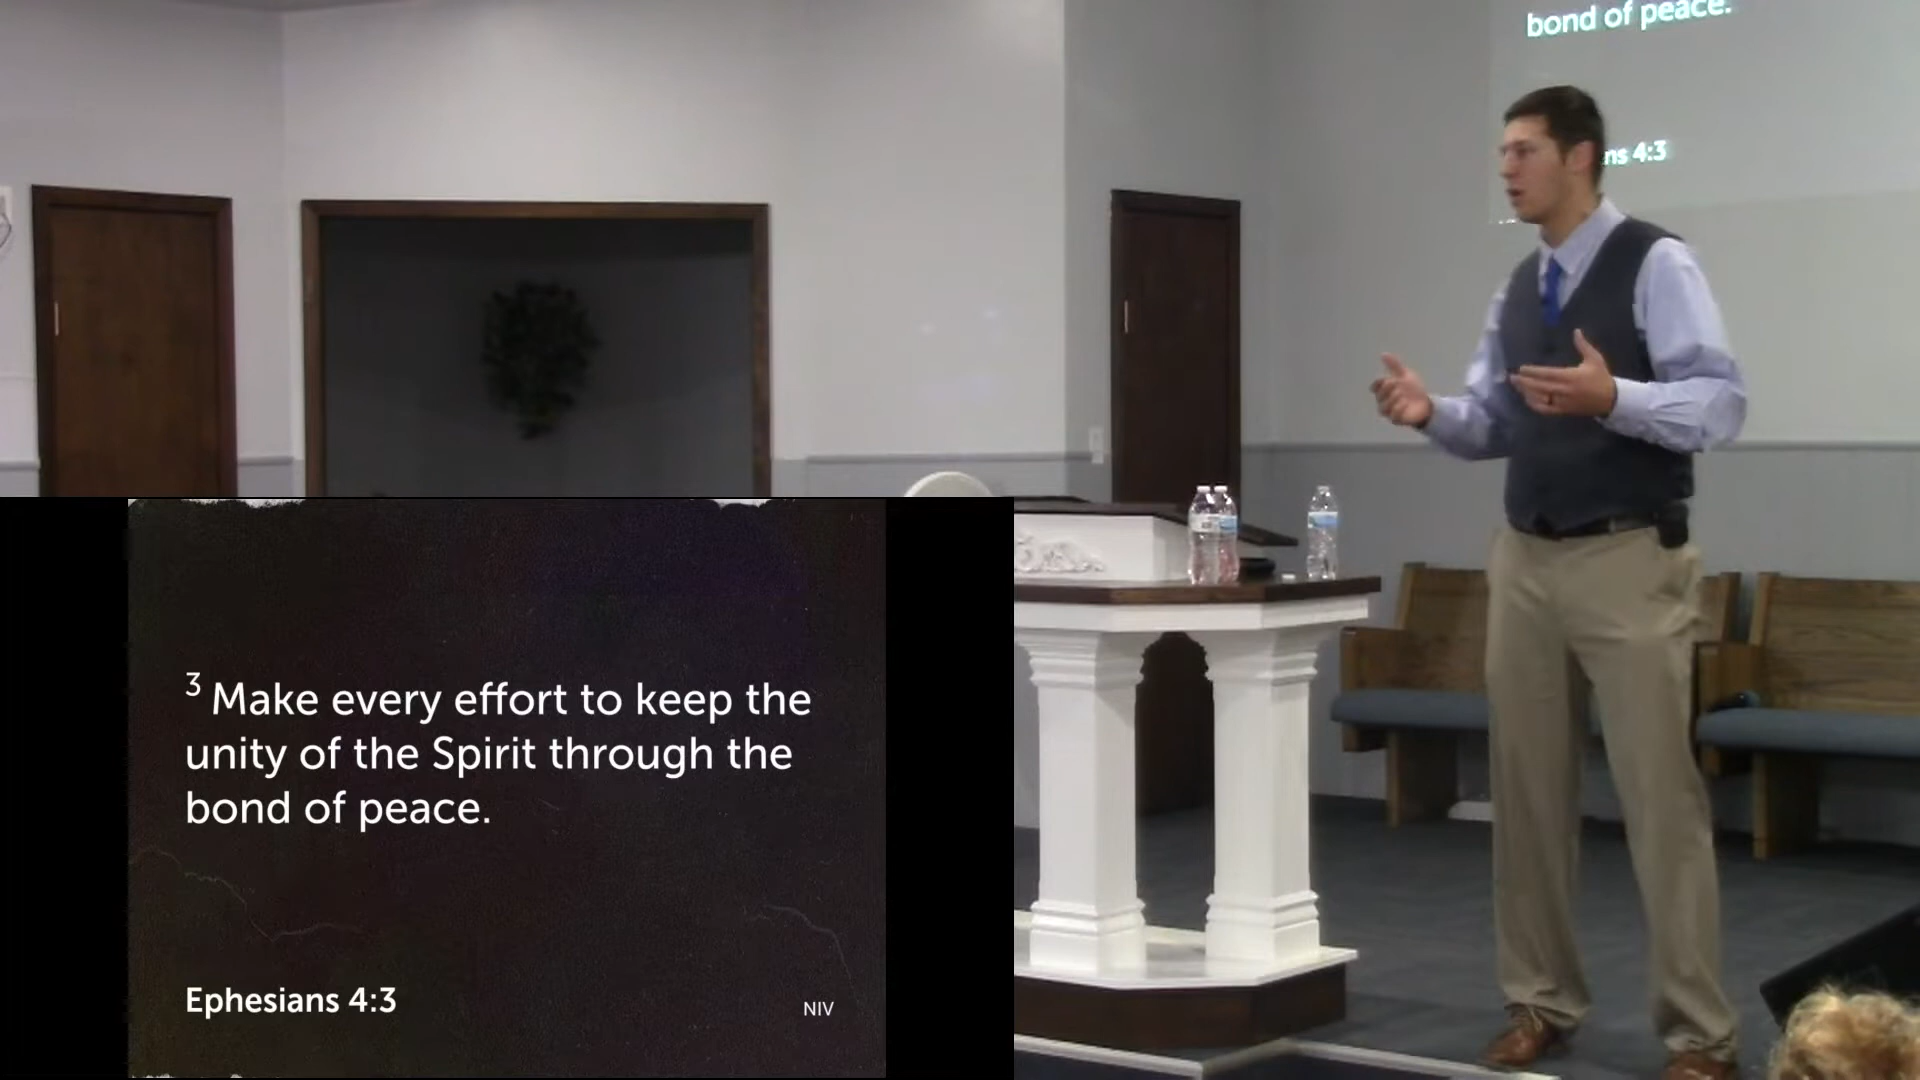 bond of peace.
ns 4:3
3 Make every effort to keep the
unity of the Spirit through the
bond of peace.
Ephesians 4:3
NIV